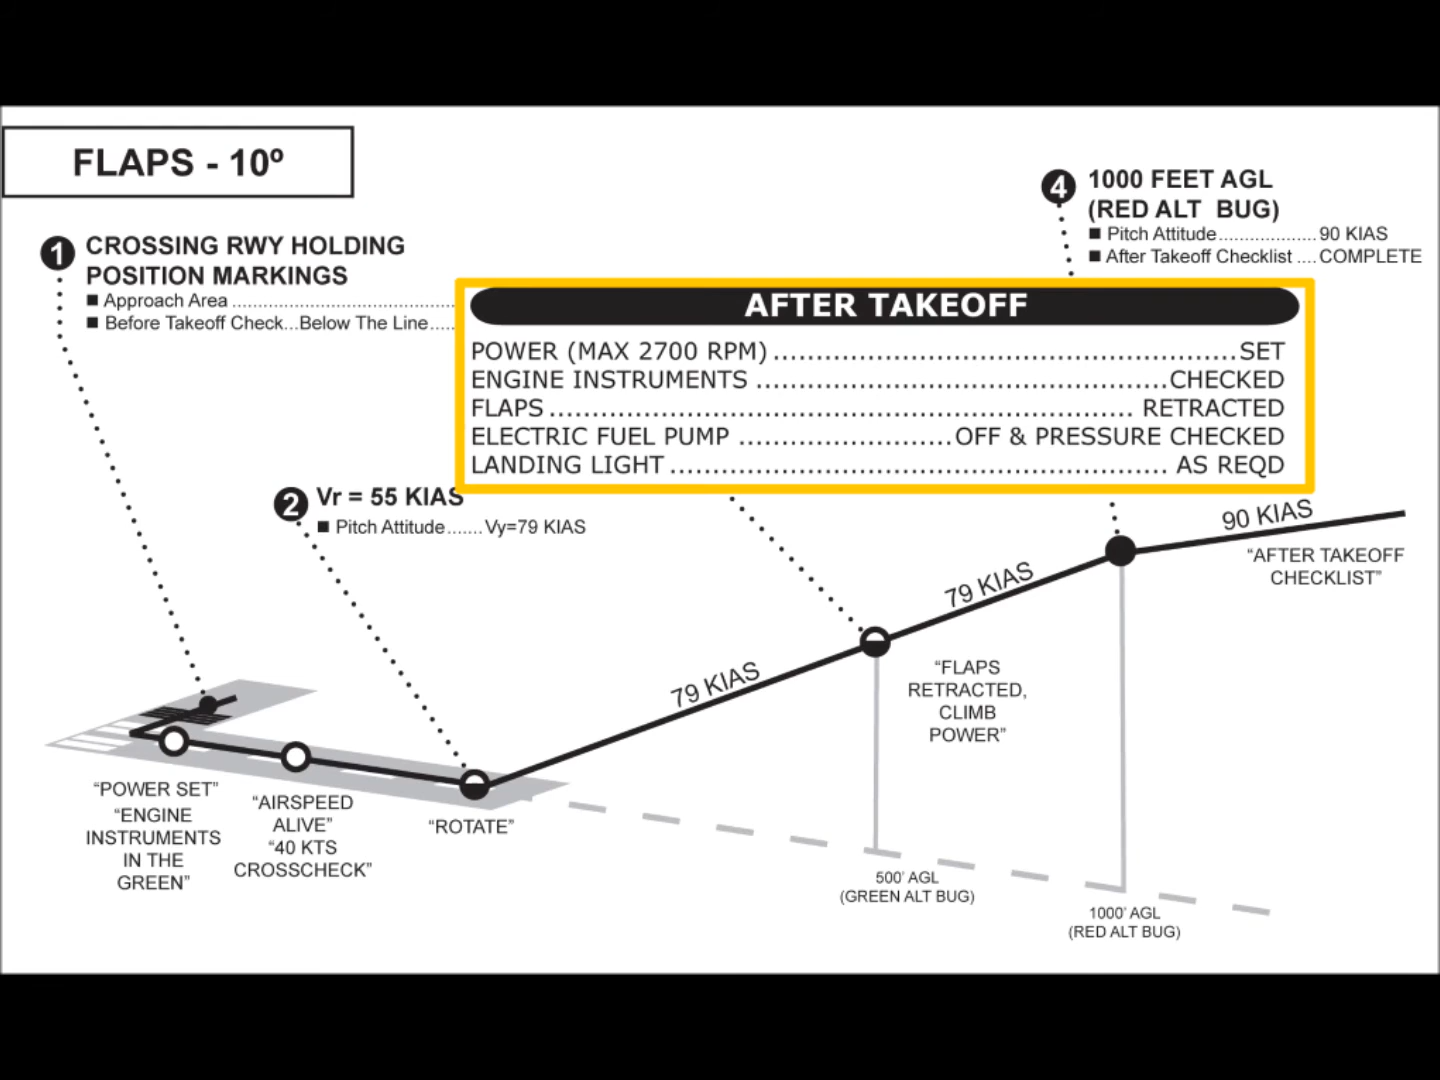 FLAPS - 10º
1
CROSSING RWY HOLDING
POSITION MARKINGS
■ Approach Area ......................................
■ Before Takeoff Check...Below The Line.....
4
1000 FEET AGL
(RED ALT BUG)
■ Pitch Attitude.................. 90 KIAS
■ After Takeoff Checklist .... COMPLETE
AFTER TAKEOFF
POWER (MAX 2700 RPM)......................................................SET
ENGINE INSTRUMENTS ................................................CHECKED
FLAPS.................................................................... RETRACTED
ELECTRIC FUEL PUMP .........................OFF & PRESSURE CHECKED
LANDING LIGHT.......................................................... AS REQD
2
Vr = 55 KIAS
■ Pitch Attitude....... Vy=79 KIAS
90 KIAS
"AFTER TAKEOFF
CHECKLIST"
79 KIAS
79 KIAS
"FLAPS
RETRACTED,
CLIMB
POWER"
"POWER SET"
"ENGINE
INSTRUMENTS
IN THE
GREEN"
"AIRSPEED
ALIVE"
"40 KTS
CROSSCHECK"
"ROTATE"
500' AGL
(GREEN ALT BUG)
1000' AGL
(RED ALT BUG)